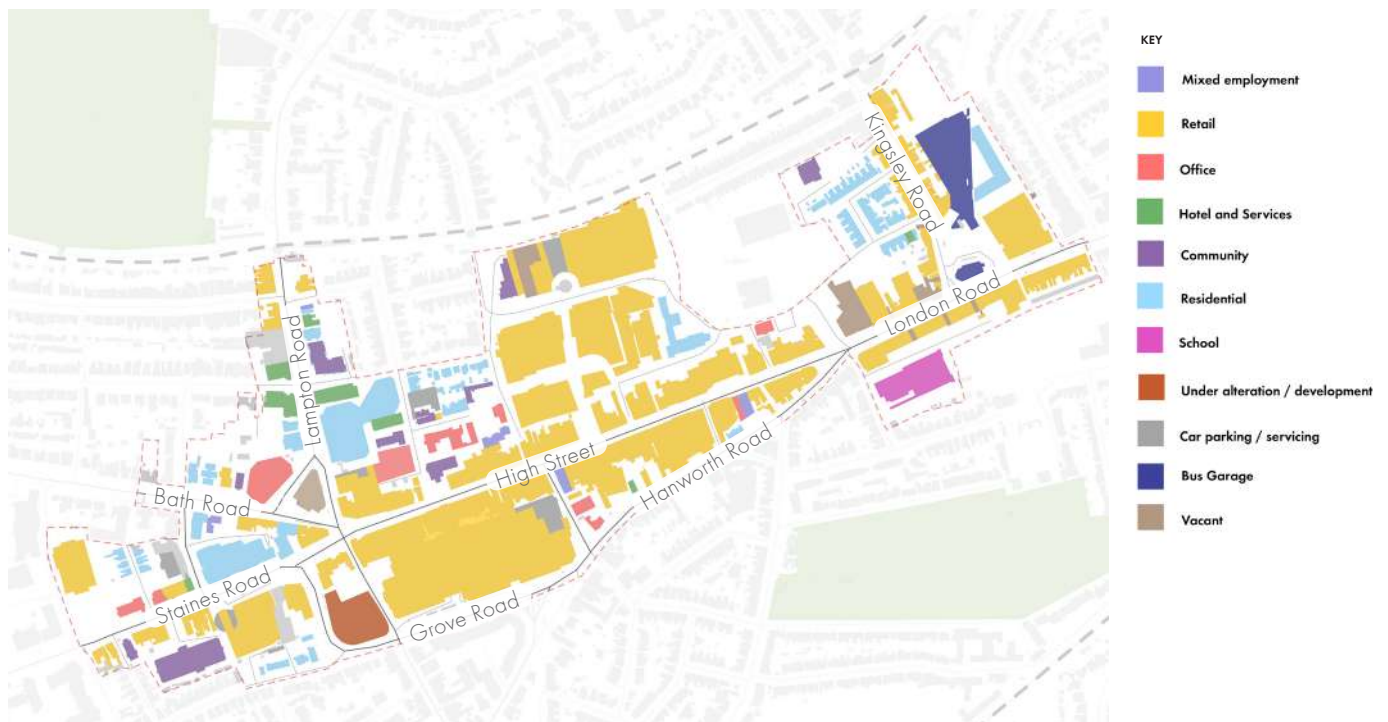 KEY
Mixed employment
Retail
Office
Hotel and Services
Community
Residential
School
Under alteration / development
Car parking / servicing
Bus Garage
Vacant
Kingsley Road
London Road
Lampton Road
High Street
Hanworth Road
Bath Road
Staines Road
Grove Road